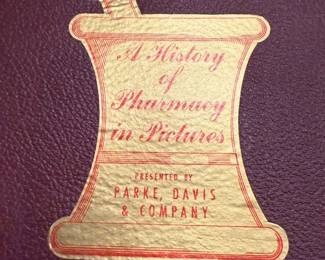 A History
of
Pharmacy
in Pictures
PRESENTED BY
PARKE, DAVIS
& COMPANY